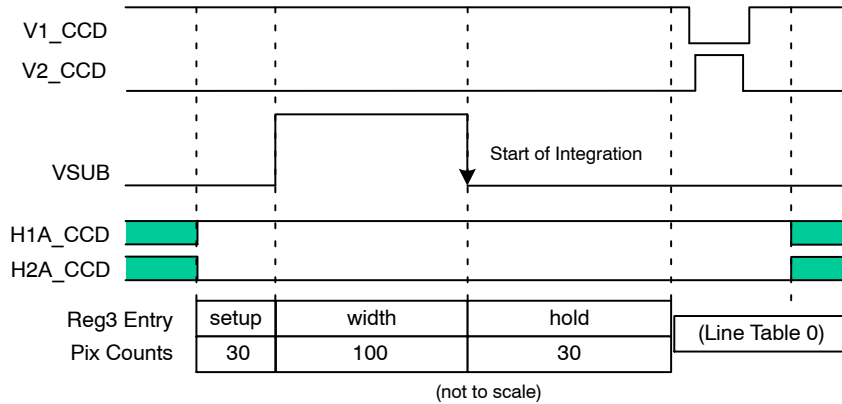 V1_CCD
V2_CCD
VSUB
Start of Integration
H1A_CCD
H2A_CCD
Reg3 Entry setup width hold
(Line Table 0)
Pix Counts 30 100 30
(not to scale)